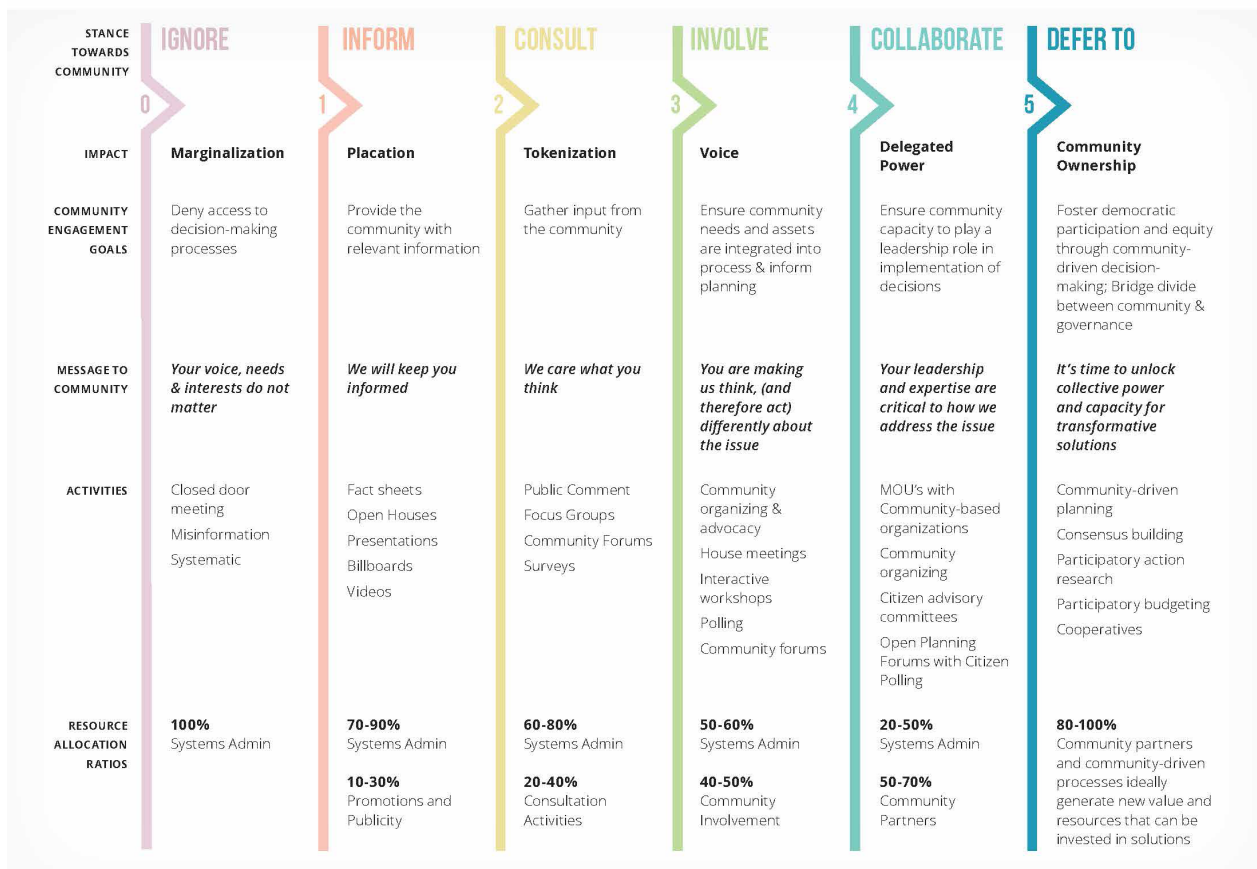 STANCE
TOWARDS
COMMUNITY
IGNORE
INFORM
CONSULT
INVOLVE
COLLABORATE
DEFER TO
0
1
2
3
4
5
IMPACT
Marginalization
Placation
Tokenization
Voice
Delegated
Power
Community
Ownership
COMMUNITY
ENGAGEMENT
GOALS
Deny access to
decision-making
processes
Provide the
community with
relevant information
Gather input from
the community
Ensure community
needs and assets
are integrated into
process & inform
planning
Ensure community
capacity to play a
leadership role in
implementation of
decisions
Foster democratic
participation and equity
through community-
driven decision-
making; Bridge divide
between community &
governance
MESSAGE TO
COMMUNITY
Your voice, needs
& interests do not
matter
We will keep you
informed
We care what you
think
You are making
us think, (and
therefore act)
differently about
the issue
Your leadership
and expertise are
critical to how we
address the issue
It's time to unlock
collective power
and capacity for
transformative
solutions
ACTIVITIES
Closed door
meeting
Misinformation
Systematic
Fact sheets
Open Houses
Presentations
Billboards
Videos
Public Comment
Focus Groups
Community Forums
Surveys
Community
organizing &
advocacy
House meetings
Interactive
workshops
Polling
Community forums
MOU's with
Community-based
organizations
Community
organizing
Citizen advisory
committees
Open Planning
Forums with Citizen
Polling
Community-driven
planning
Consensus building
Participatory action
research
Participatory budgeting
Cooperatives
RESOURCE
ALLOCATION
RATIOS
100%
Systems Admin
70-90%
Systems Admin
10-30%
Promotions and
Publicity
60-80%
Systems Admin
20-40%
Consultation
Activities
50-60%
Systems Admin
40-50%
Community
Involvement
20-50%
Systems Admin
50-70%
Community
Partners
80-100%
Community partners
and community-driven
processes ideally
generate new value and
resources that can be
invested in solutions